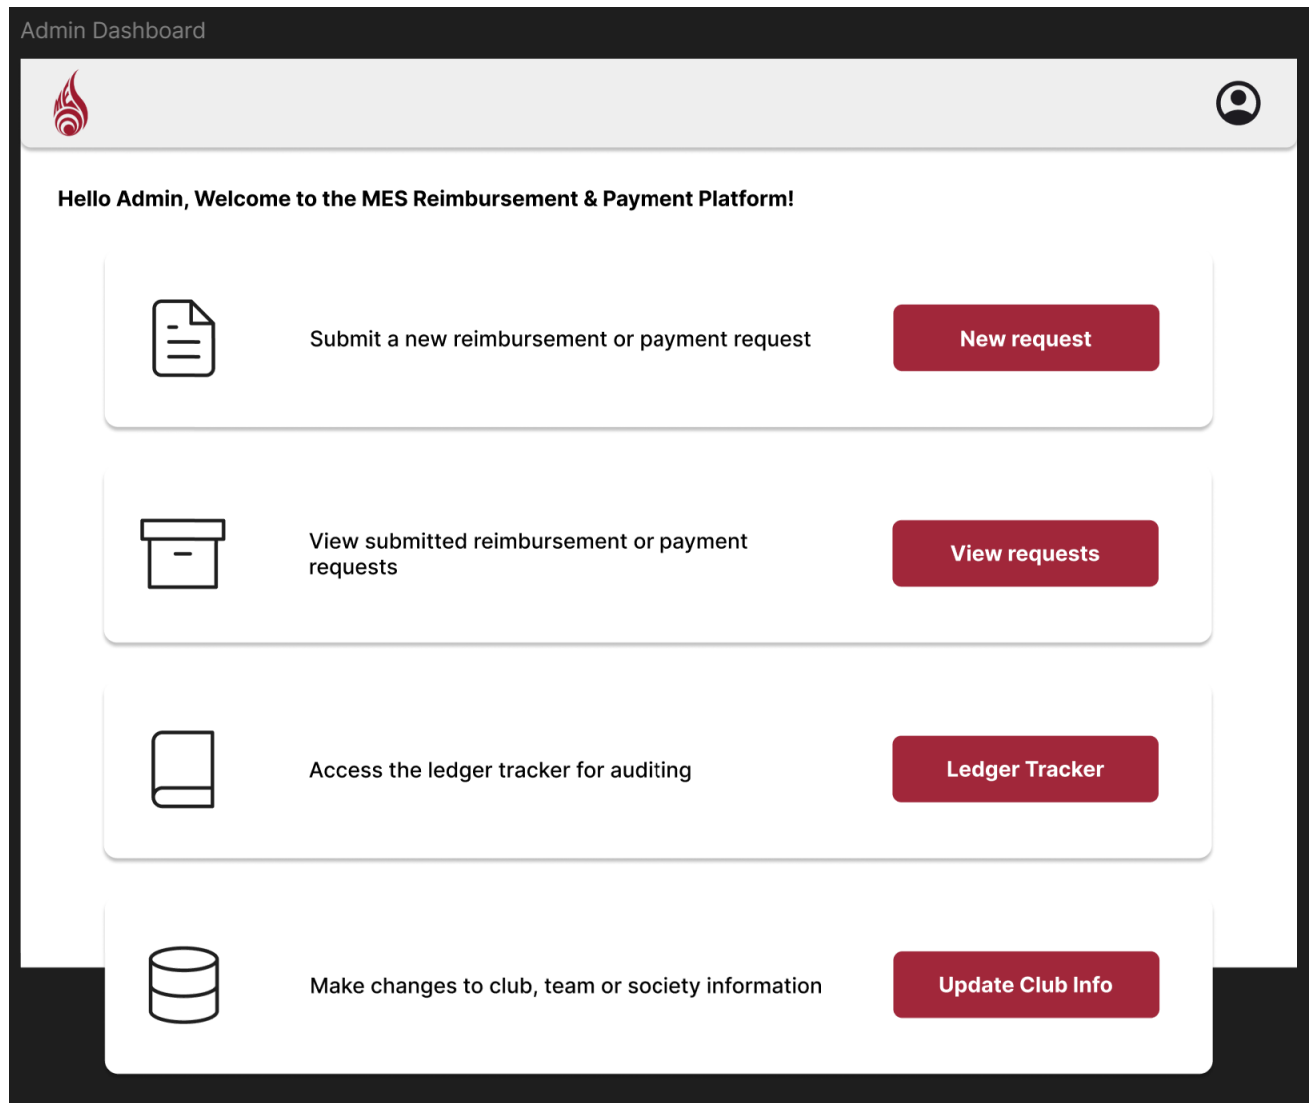 Admin Dashboard
Hello Admin, Welcome to the MES Reimbursement & Payment Platform!
Submit a new reimbursement or payment request
New request
View submitted reimbursement or payment
requests
View requests
Access the ledger tracker for auditing
Ledger Tracker
Make changes to club, team or society information
Update Club Info